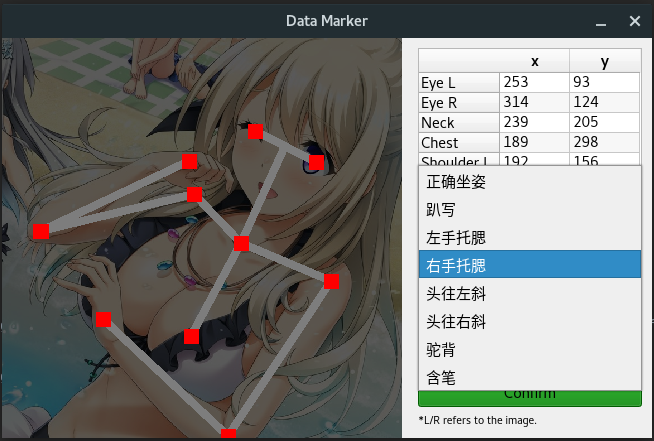 Data Marker
x y
Eye L 253 93
Eye R 314 124
Neck 239 205
Chest 189 298
Shoulder L 192 156
正确坐姿
趴写
左手托腮
右手托腮
头往左斜
头往右斜
驼背
含笔
Confirm
*L/R refers to the image.